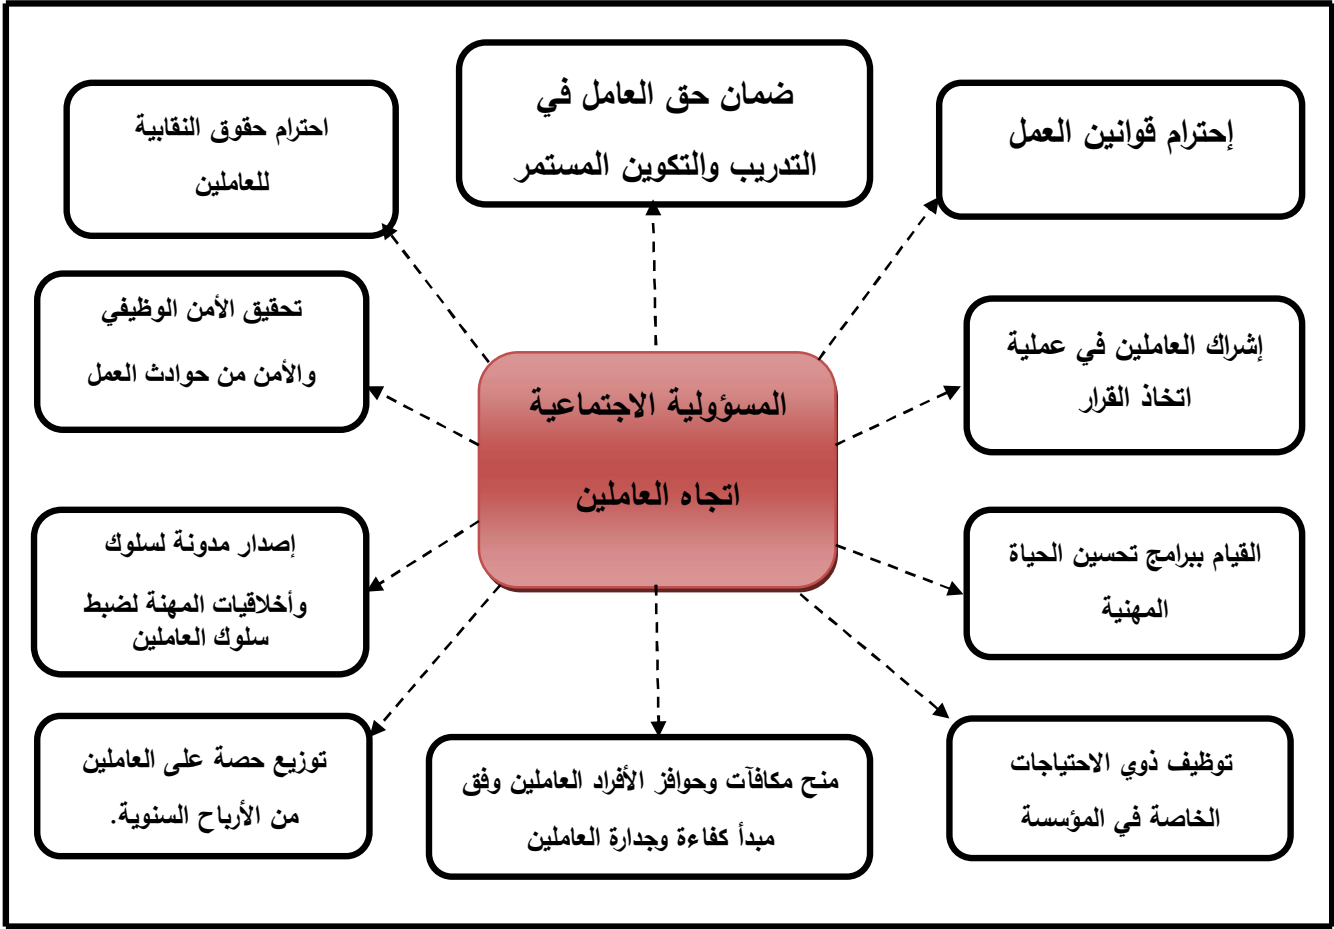 إحترام قوانين العمل
ضمان حق العامل في
التدريب والتكوين المستمر
احترام حقوق النقابية
للعاملين
إشراك العاملين في عملية
اتخاذ القرار
تحقيق الأمن الوظيفي
والأمن من حوادث العمل
المسؤولية الاجتماعية
اتجاه العاملين
القيام ببرامج تحسين الحياة
المهنية
إصدار مدونة لسلوك
وأخلاقيات المهنة لضبط
سلوك العاملين
توظيف ذوي الاحتياجات
الخاصة في المؤسسة
منح مكافآت وحوافز الأفراد العاملين وفق
مبدأ كفاءة وجدارة العاملين
توزيع حصة على العاملين
من الأرباح السنوية.